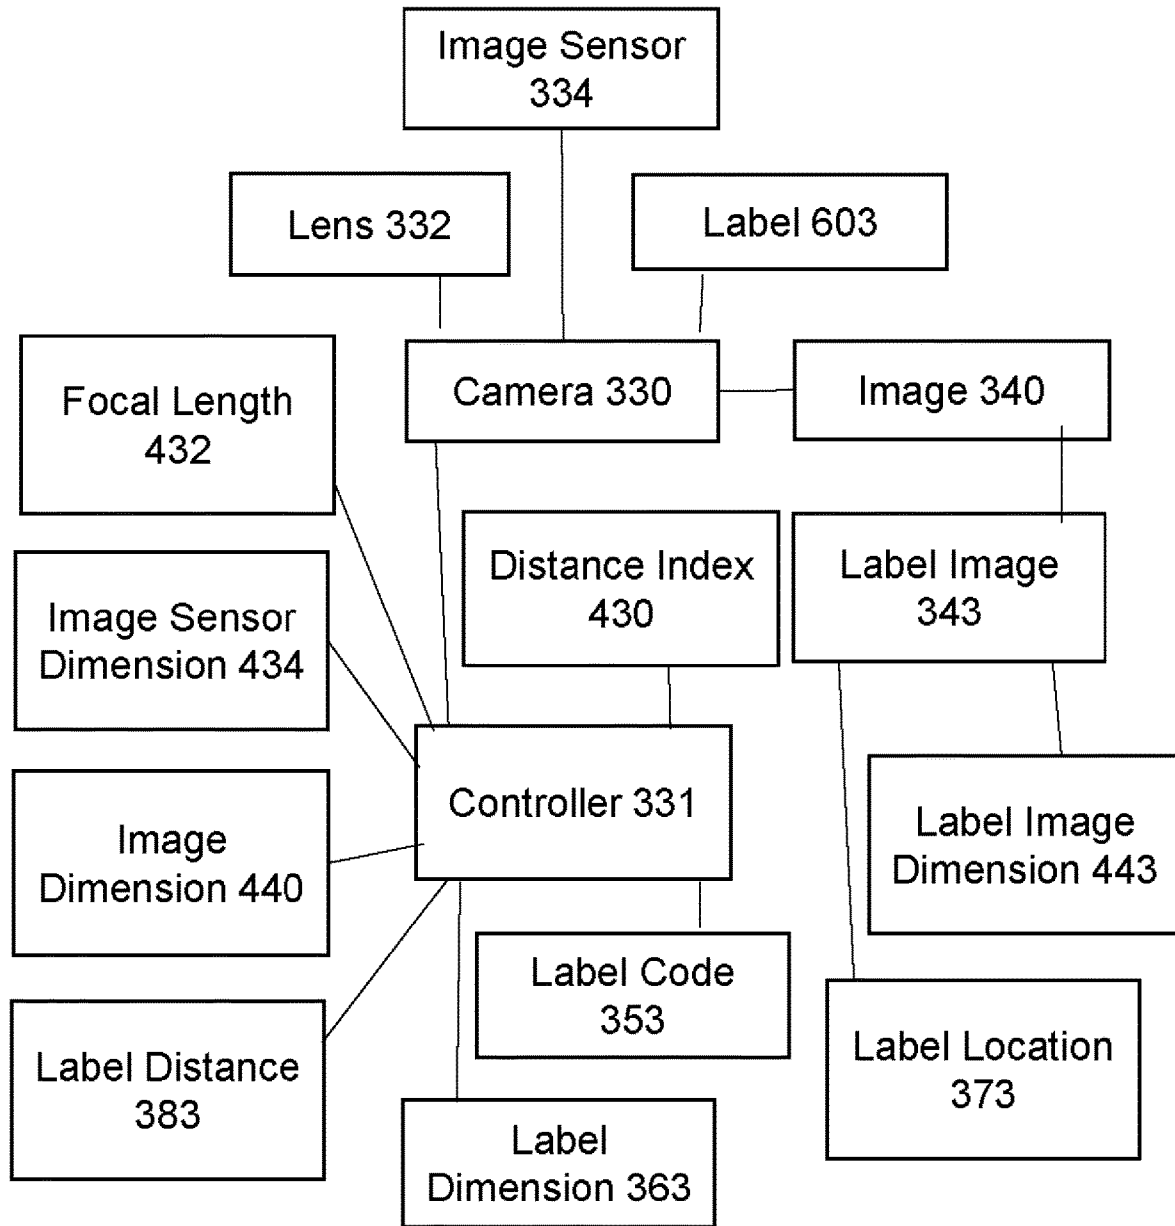 Image Sensor
334
Lens 332
Label 603
Camera 330
Image 340
Focal Length
432
Distance Index
430
Label Image
343
Image Sensor
Dimension 434
Controller 331
Label Image
Dimension 443
Image
Dimension 440
Label Code
353
Label Location
373
Label Distance
383
Label
Dimension 363